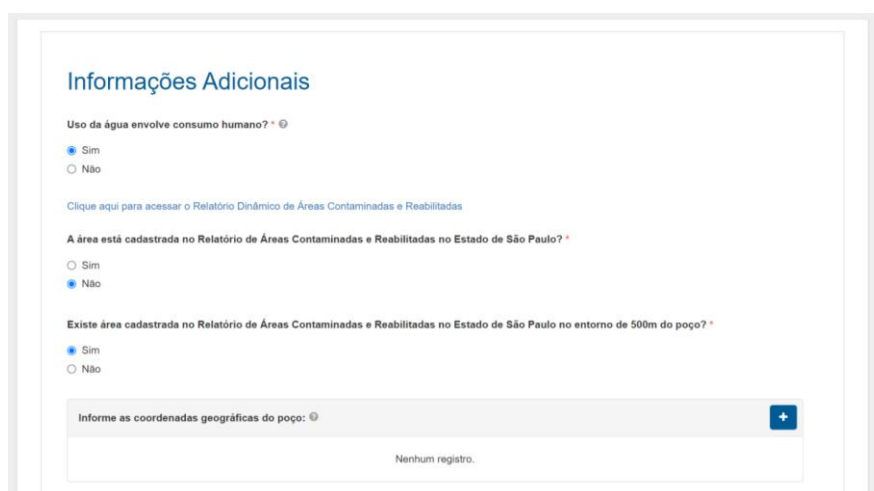 Informações Adicionais
Uso da água envolve consumo humano? *
Sim
Não
Clique aqui para acessar o Relatório Dinâmico de Áreas Contaminadas e Reabilitadas
A área está cadastrada no Relatório de Áreas Contaminadas e Reabilitadas no Estado de São Paulo? *
Sim
Não
Existe área cadastrada no Relatório de Áreas Contaminadas e Reabilitadas no Estado de São Paulo no entorno de 500m do poço? *
Sim
Não
Informe as coordenadas geográficas do poço:
Nenhum registro.